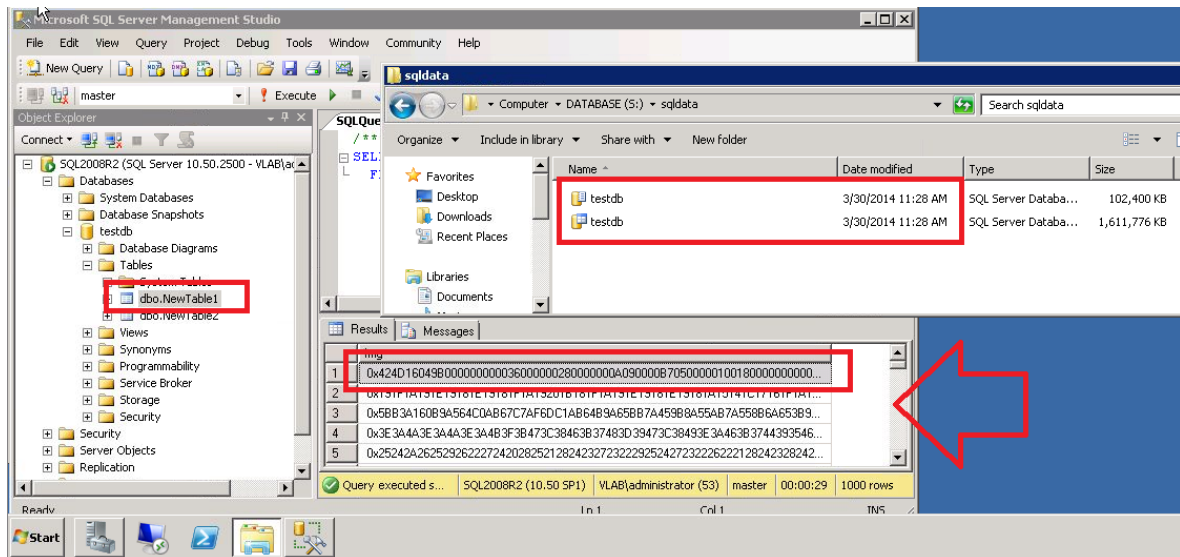 Microsoft SQL Server Management Studio
File Edit View Query Project Debug Tools Window Community Help
New Query
master Execute
Object Explorer
Connect
SQL2008R2 (SQL Server 10.50.2500 - VLAB\ac
Databases
System Databases
Database Snapshots
testdb
Database Diagrams
Tables
System Tables
dbo.NewTable1
dbo.NewTable2
Views
Synonyms
Programmability
Service Broker
Storage
Security
Security
Server Objects
Replication
SQLQue
/**
SEL
F
sqldata
Computer DATABASE (S:) sqldata
Search sqldata
Organize Include in library Share with New folder
Favorites
Desktop
Downloads
Recent Places
Libraries
Documents
Name Date modified Type Size
testdb 3/30/2014 11:28 AM SQL Server Databa... 102,400 KB
testdb 3/30/2014 11:28 AM SQL Server Databa... 1,611,776 KB
Results Messages
img
1
2
3
4
5
Query executed s... SQL2008R2 (10.50 SP1) VLAB\administrator (53) master 00:00:29 1000 rows
Ready Ln 1 Col 1 INS
Start